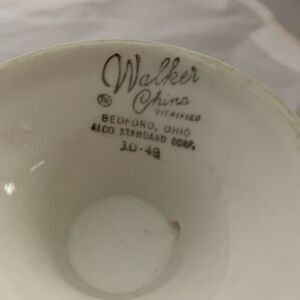 Walker
China
VITRIFIED
BEDFORD, OHIO
ALCO STANDARD CORP.
10-49